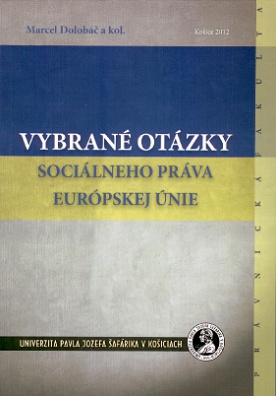 Marcel Dolobáč a kol.
Košice 2012
VYBRANÉ OTÁZKY
SOCIÁLNEHO PRÁVA
EURÓPSKEJ ÚNIE
PRÁVNICKÁ FAKULTA
UNIVERZITA PAVLA JOZEFA ŠAFÁRIKA V KOŠICIACH